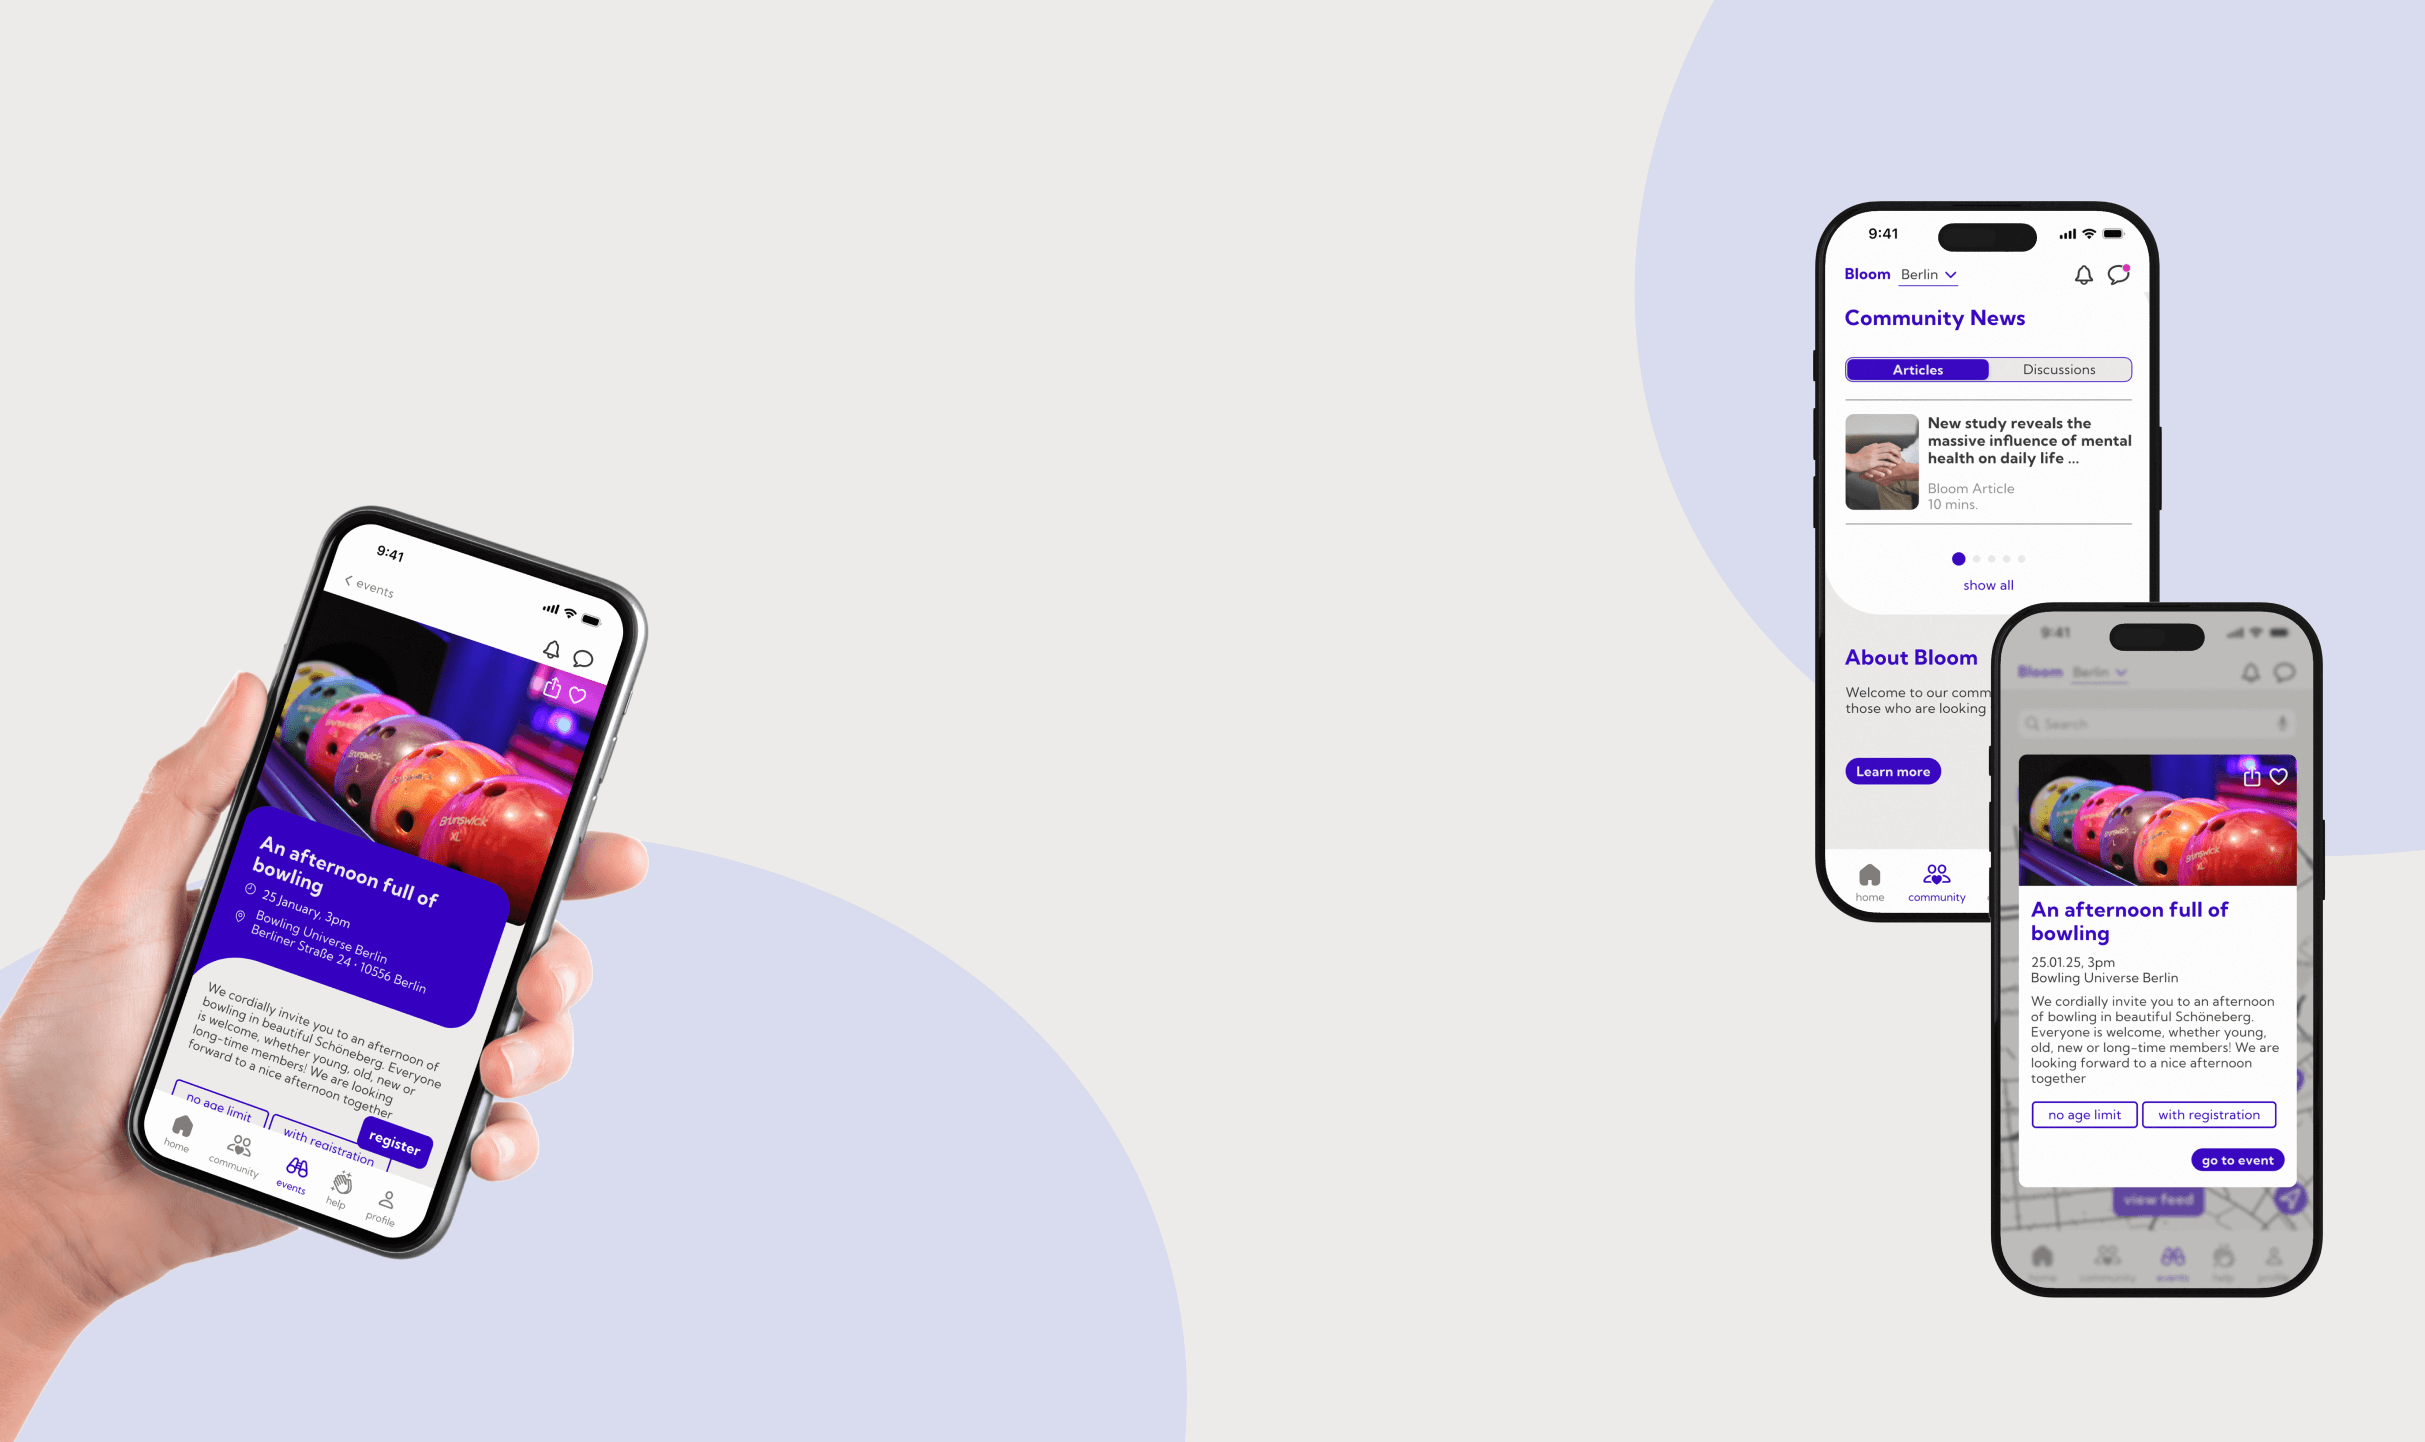 9:41
events
Brunswick
L
Brunswick
XL
An afternoon full of
bowling
25 January, 3pm
Bowling Universe Berlin
Berliner Straße 24 · 10556 Berlin
We cordially invite you to an afternoon of
bowling in beautiful Schöneberg. Everyone
is welcome, whether young, old, new or
long-time members! We are looking
forward to a nice afternoon together
no age limit
with registration
register
home
community
events
help
profile
9:41
Bloom Berlin
Community News
Articles Discussions
New study reveals the
massive influence of mental
health on daily life ...
Bloom Article
10 mins.
show all
About Bloom
Welcome to our comm
those who are looking
Learn more
home
community
9:41
Bloom Berlin
Search
Brunswick
An afternoon full of
bowling
25.01.25, 3pm
Bowling Universe Berlin
We cordially invite you to an afternoon
of bowling in beautiful Schöneberg.
Everyone is welcome, whether young,
old, new or long-time members! We are
looking forward to a nice afternoon
together
no age limit
with registration
go to event
view feed
home
community
events
help
profile